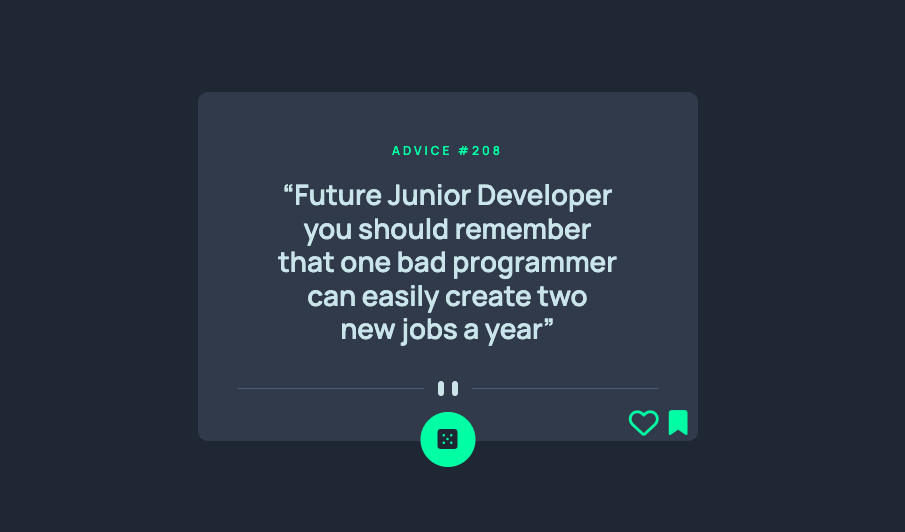 ADVICE #208
“Future Junior Developer
you should remember
that one bad programmer
can easily create two
new jobs a year”